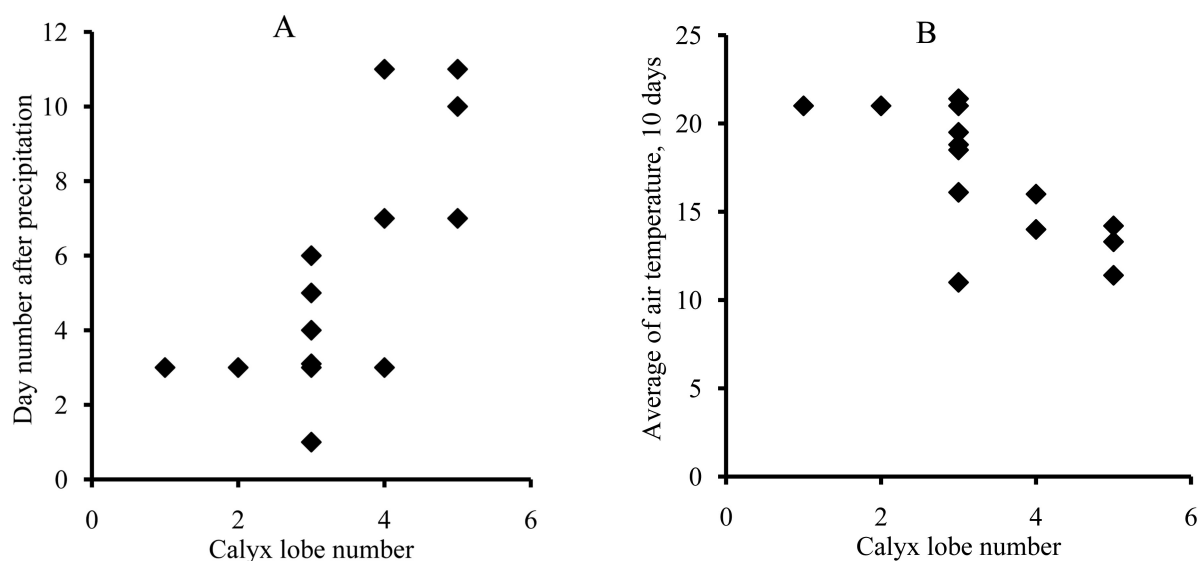 A
Day number after precipitation
12
10
8
6
4
2
0
0 2 4 6
Calyx lobe number
B
Average of air temperature, 10 days
25
20
15
10
5
0
0 2 4 6
Calyx lobe number